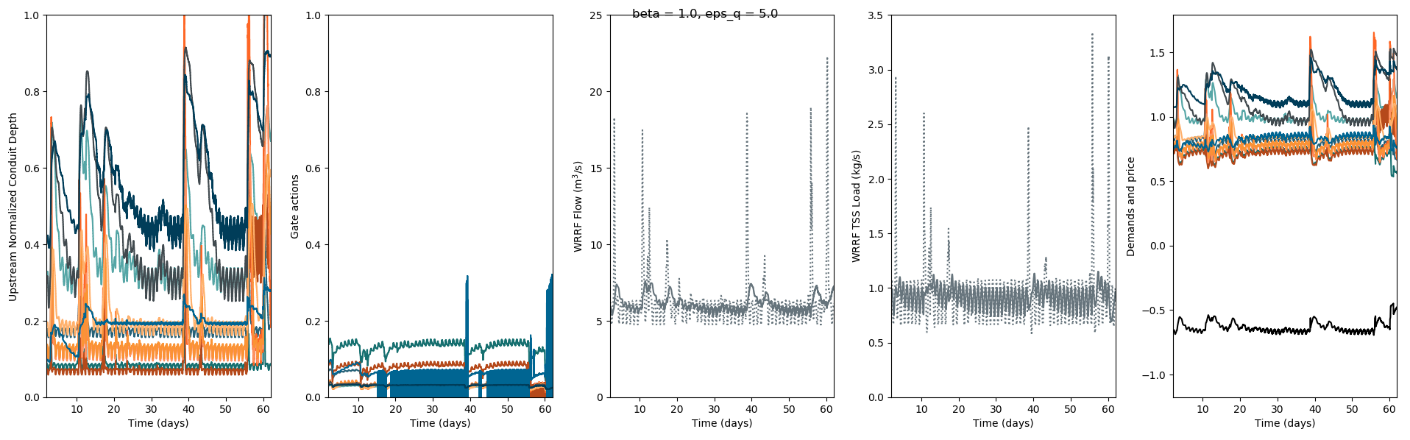 beta = 1.0, eps_q = 5.0
Upstream Normalized Conduit Depth
1.0
0.8
0.6
0.4
0.2
0.0
10 20 30 40 50 60
Time (days)
Gate actions
1.0
0.8
0.6
0.4
0.2
0.0
10 20 30 40 50 60
Time (days)
WRRF Flow (m³/s)
25
20
15
10
5
0
10 20 30 40 50 60
Time (days)
WRRF TSS Load (kg/s)
3.5
3.0
2.5
2.0
1.5
1.0
0.5
0.0
10 20 30 40 50 60
Time (days)
Demands and price
1.5
1.0
0.5
0.0
−0.5
−1.0
10 20 30 40 50 60
Time (days)